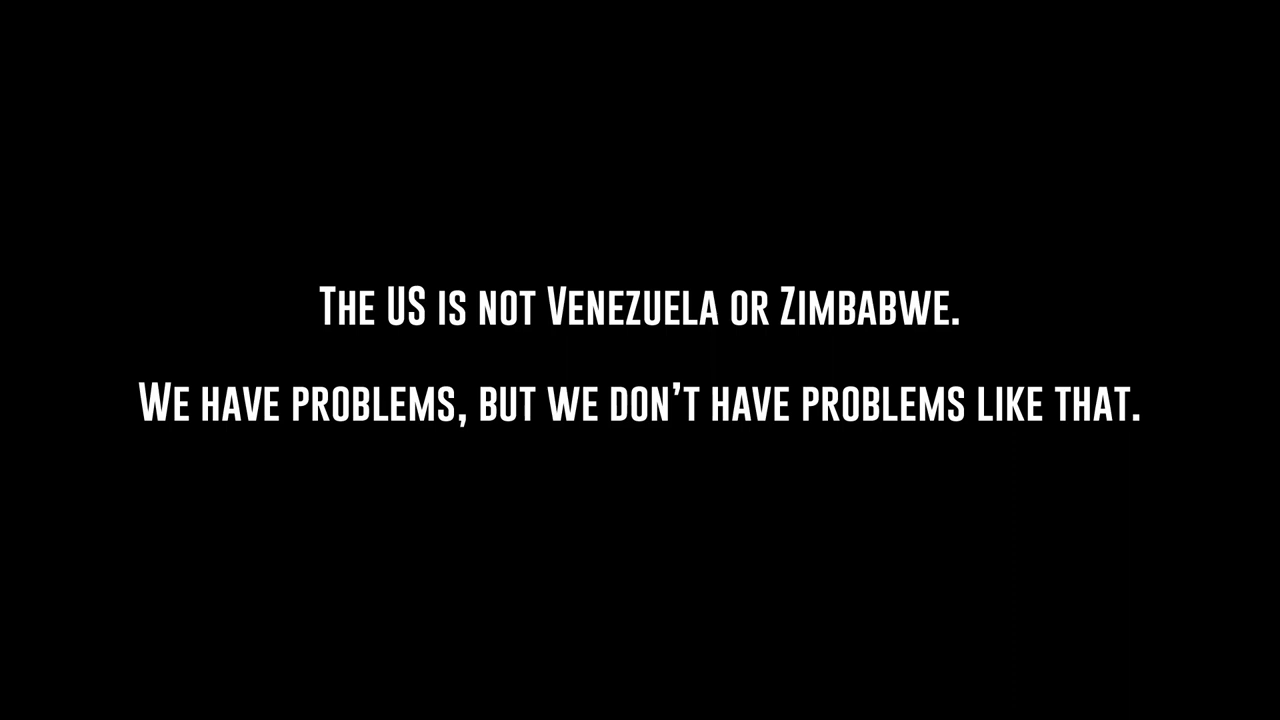 The US is not Venezuela or Zimbabwe.
We have problems, but we don’t have problems like that.